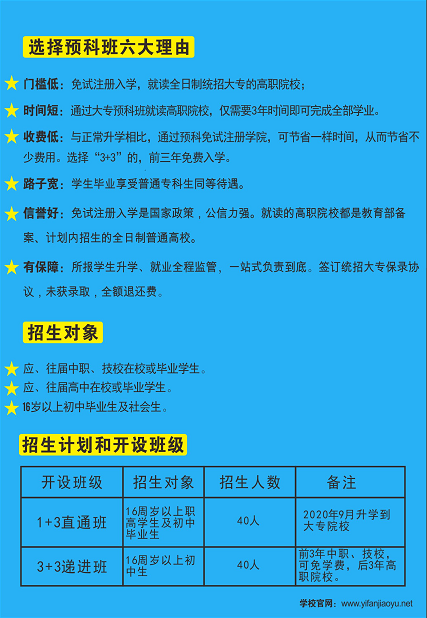 选择预科班六大理由
门槛低：免试注册入学，就读全日制统招大专的高职院校；
时间短：通过大专预科班就读高职院校，仅需要3年时间即可完成全部学业。
收费低：与正常升学相比，通过预科免试注册学院，可节省一样时间，从而节省不
少费用。选择“3+3”的，前三年免费入学。
路子宽：学生毕业享受普通专科生同等待遇。
信誉好：免试注册入学是国家政策，公信力强。就读的高职院校都是教育部备
案、计划内招生的全日制普通高校。
有保障：所报学生升学、就业全程监管，一站式负责到底。签订统招大专保录协
议，未获录取，全额退还费。
招生对象
应、往届中职、技校在校或毕业学生。
应、往届高中在校或毕业学生。
16岁以上初中毕业生及社会生。
招生计划和开设班级
开设班级 招生对象 招生人数 备注
1+3直通班 16周岁以上职高学生及初中毕业生 40人 2020年9月升学到大专院校
3+3递进班 16周岁以上初中生 40人 前3年中职、技校，可免学费，后3年高职院校。
学校官网：www.yifanjiaoyu.net